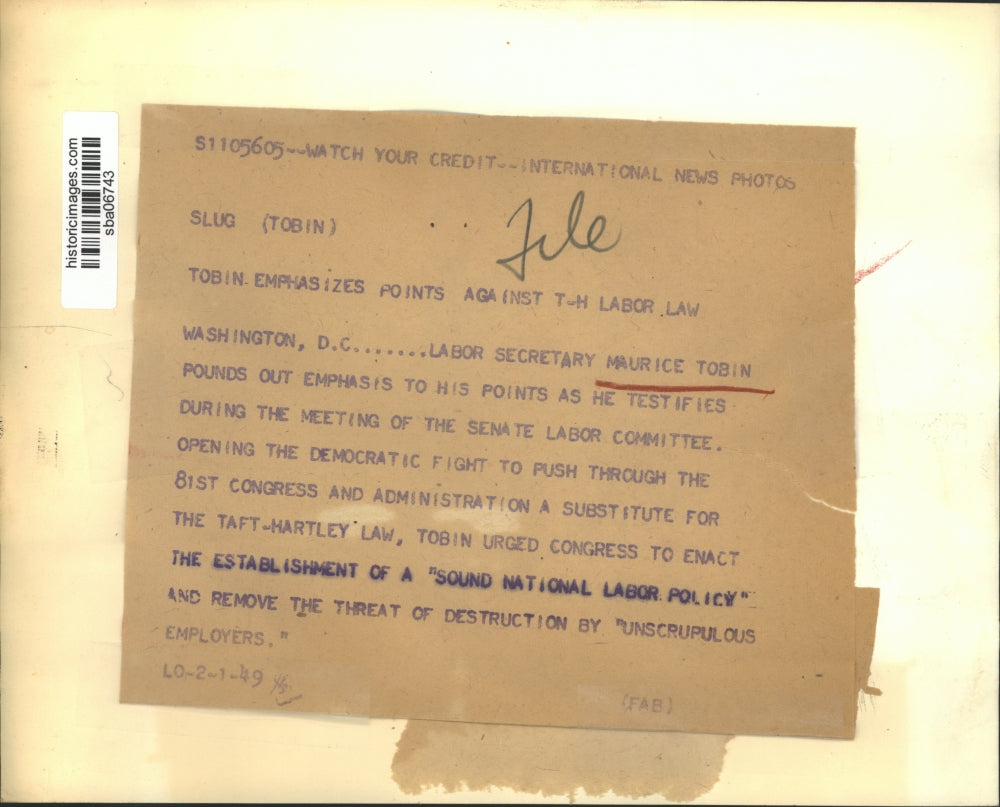 historicimages.com
sba06743
S1105605--WATCH YOUR CREDIT--INTERNATIONAL NEWS PHOTOS
SLUG (TOBIN)
File
TOBIN EMPHASIZES POINTS AGAINST T-H LABOR LAW
WASHINGTON, D.C.......LABOR SECRETARY MAURICE TOBIN
POUNDS OUT EMPHASIS TO HIS POINTS AS HE TESTIFIES
DURING THE MEETING OF THE SENATE LABOR COMMITTEE.
OPENING THE DEMOCRATIC FIGHT TO PUSH THROUGH THE
81ST CONGRESS AND ADMINISTRATION A SUBSTITUTE FOR
THE TAFT-HARTLEY LAW, TOBIN URGED CONGRESS TO ENACT
THE ESTABLISHMENT OF A "SOUND NATIONAL LABOR POLICY"
AND REMOVE THE THREAT OF DESTRUCTION BY "UNSCRUPULOUS
EMPLOYERS."
LO-2-1-49
(FAB)